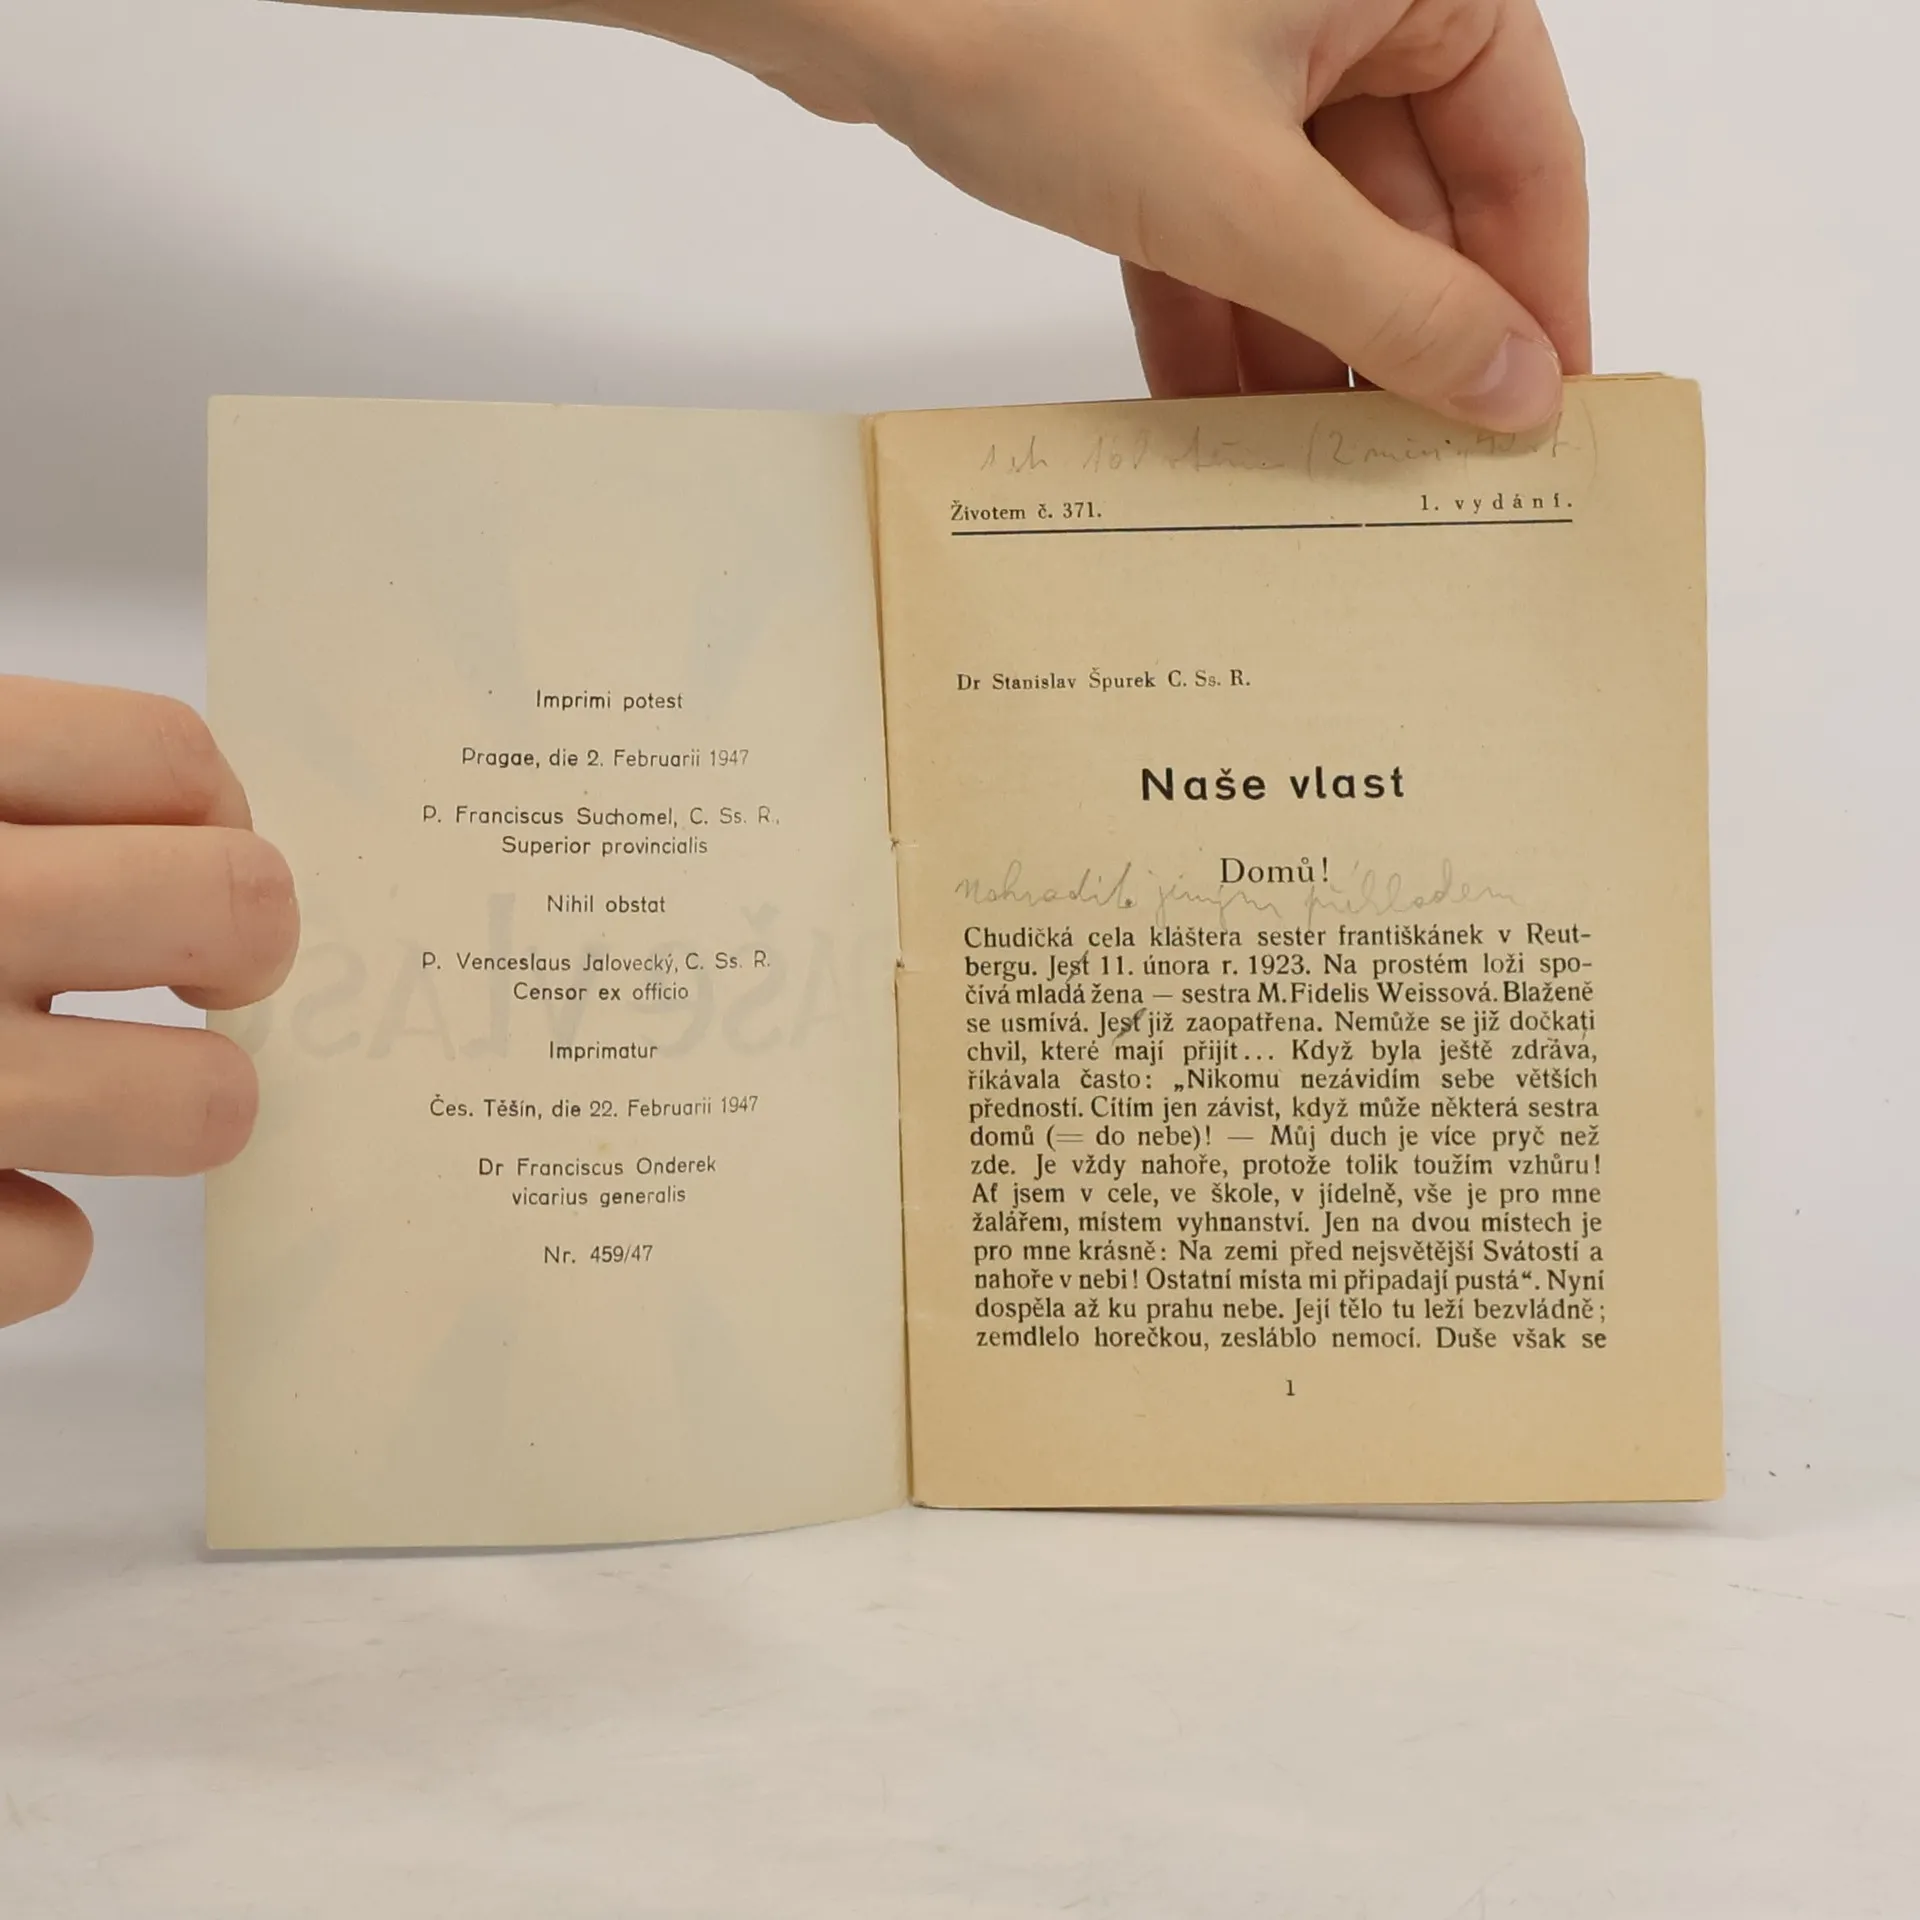 Imprimi potest
Pragae, die 2. Februarii 1947
P. Franciscus Suchomel, C. Ss. R.,
Superior provincialis
Nihil obstat
P. Venceslaus Jalovecký, C. Ss. R.
Censor ex officio
Imprimatur
Čes. Těšín, die 22. Februarii 1947
Dr Franciscus Onderek
vicarius generalis
Nr. 459/47
Životem č. 371.
1. vydání.
Dr Stanislav Špurek C. Ss. R.
Naše vlast
Domů!
Nahradit jiným příkladem
Chudičká cela kláštera sester františkánek v Reut-
bergu. Jest 11. února r. 1923. Na prostém loži spo-
čívá mladá žena — sestra M. Fidelis Weissová. Blaženě
se usmívá. Jest již zaopatřena. Nemůže se již dočkati
chvil, které mají přijít... Když byla ještě zdráva,
říkávala často: „Nikomu nezávidím sebe větších
předností. Cítím jen závist, když může některá sestra
domů (= do nebe)! — Můj duch je více pryč než
zde. Je vždy nahoře, protože tolik toužím vzhůru!
Ať jsem v cele, ve škole, v jídelně, vše je pro mne
žalářem, místem vyhnanství. Jen na dvou místech je
pro mne krásně: Na zemi před nejsvětější Svátostí a
nahoře v nebi! Ostatní místa mi připadají pustá“. Nyní
dospěla až ku prahu nebe. Její tělo tu leží bezvládně;
zemdlelo horečkou, zesláblo nemocí. Duše však se
1